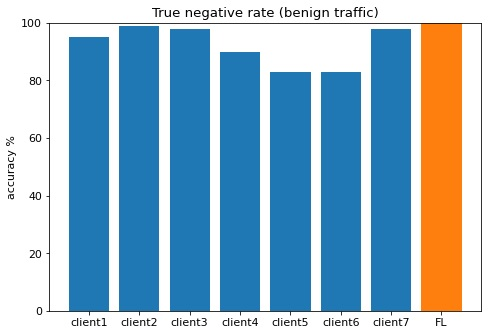 True negative rate (benign traffic)
accuracy %
100
80
60
40
20
0
client1 client2 client3 client4 client5 client6 client7 FL